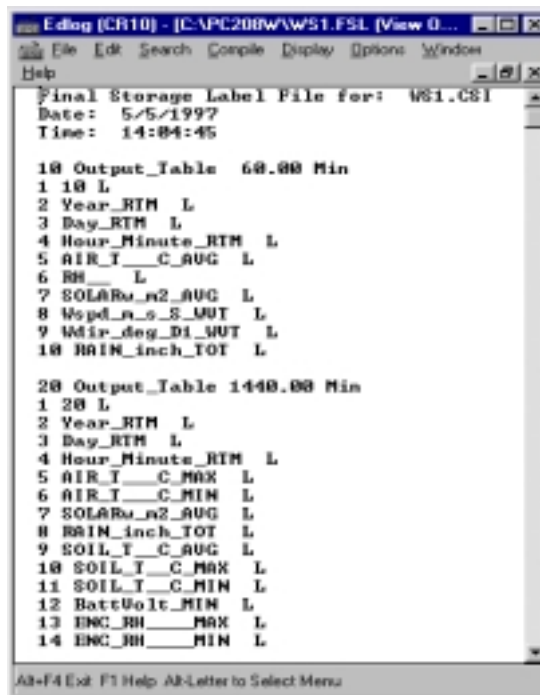 Edlog (CR10) - [C:\PC208W\WS1.FSL (View O...
File Edit Search Compile Display Options Window
Help
Final Storage Label File for: WS1.CSI
Date: 5/5/1997
Time: 14:04:45
10 Output_Table 60.00 Min
1 10 L
2 Year_RTM L
3 Day_RTM L
4 Hour_Minute_RTM L
5 AIR_T___C_AVG L
6 RH__ L
7 SOLARw_m2_AVG L
8 Wspd_m_s_S_WVT L
9 Wdir_deg_D1_WVT L
10 RAIN_inch_TOT L
20 Output_Table 1440.00 Min
1 20 L
2 Year_RTM L
3 Day_RTM L
4 Hour_Minute_RTM L
5 AIR_T___C_MAX L
6 AIR_T___C_MIN L
7 SOLARw_m2_AVG L
8 RAIN_inch_TOT L
9 SOIL_T__C_AVG L
10 SOIL_T__C_MAX L
11 SOIL_T__C_MIN L
12 BattVolt_MIN L
13 ENC_RH____MAX L
14 ENC_RH____MIN L
Alt+F4 Exit F1 Help Alt-Letter to Select Menu